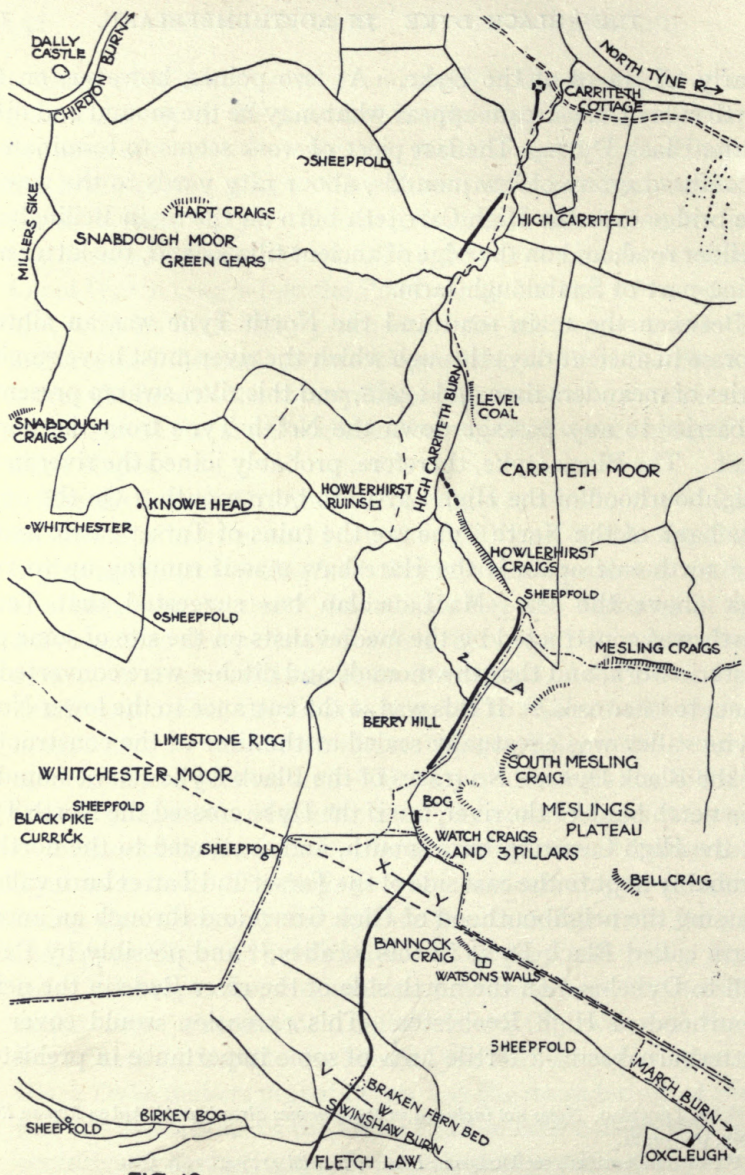 DALLY
CASTLE
CHIRDON BURN
NORTH TYNE R→
CARRITETH
COTTAGE
SHEEPFOLD
MILLERS SIKE
HART CRAIGS
SNABDOUGH MOOR
GREEN GEARS
HIGH CARRITETH
HIGH CARRITETH BURN
LEVEL
COAL
SNABDOUGH
CRAIGS
CARRITETH MOOR
HOWLERHIRST
RUINS
KNOWE HEAD
WHITCHESTER
HOWLERHIRST
CRAIGS
SHEEPFOLD
SHEEPFOLD
MESLING CRAIGS
A
BERRY HILL
LIMESTONE RIGG
WHITCHESTER MOOR
SOUTH MESLING
CRAIG
BOG
MESLINGS
PLATEAU
SHEEPFOLD
BLACK PIKE
CURRICK
WATCH CRAIGS
AND 3 PILLARS
SHEEPFOLD
X
Y
BELL CRAIG
BANNOCK
CRAIG
WATSONS WALLS
SHEEPFOLD
MARCH BURN→
V
W
BRAKEN FERN BED
SWINSHAW BURN
BIRKEY BOG
SHEEPFOLD
FLETCH LAW
OXCLEUGH